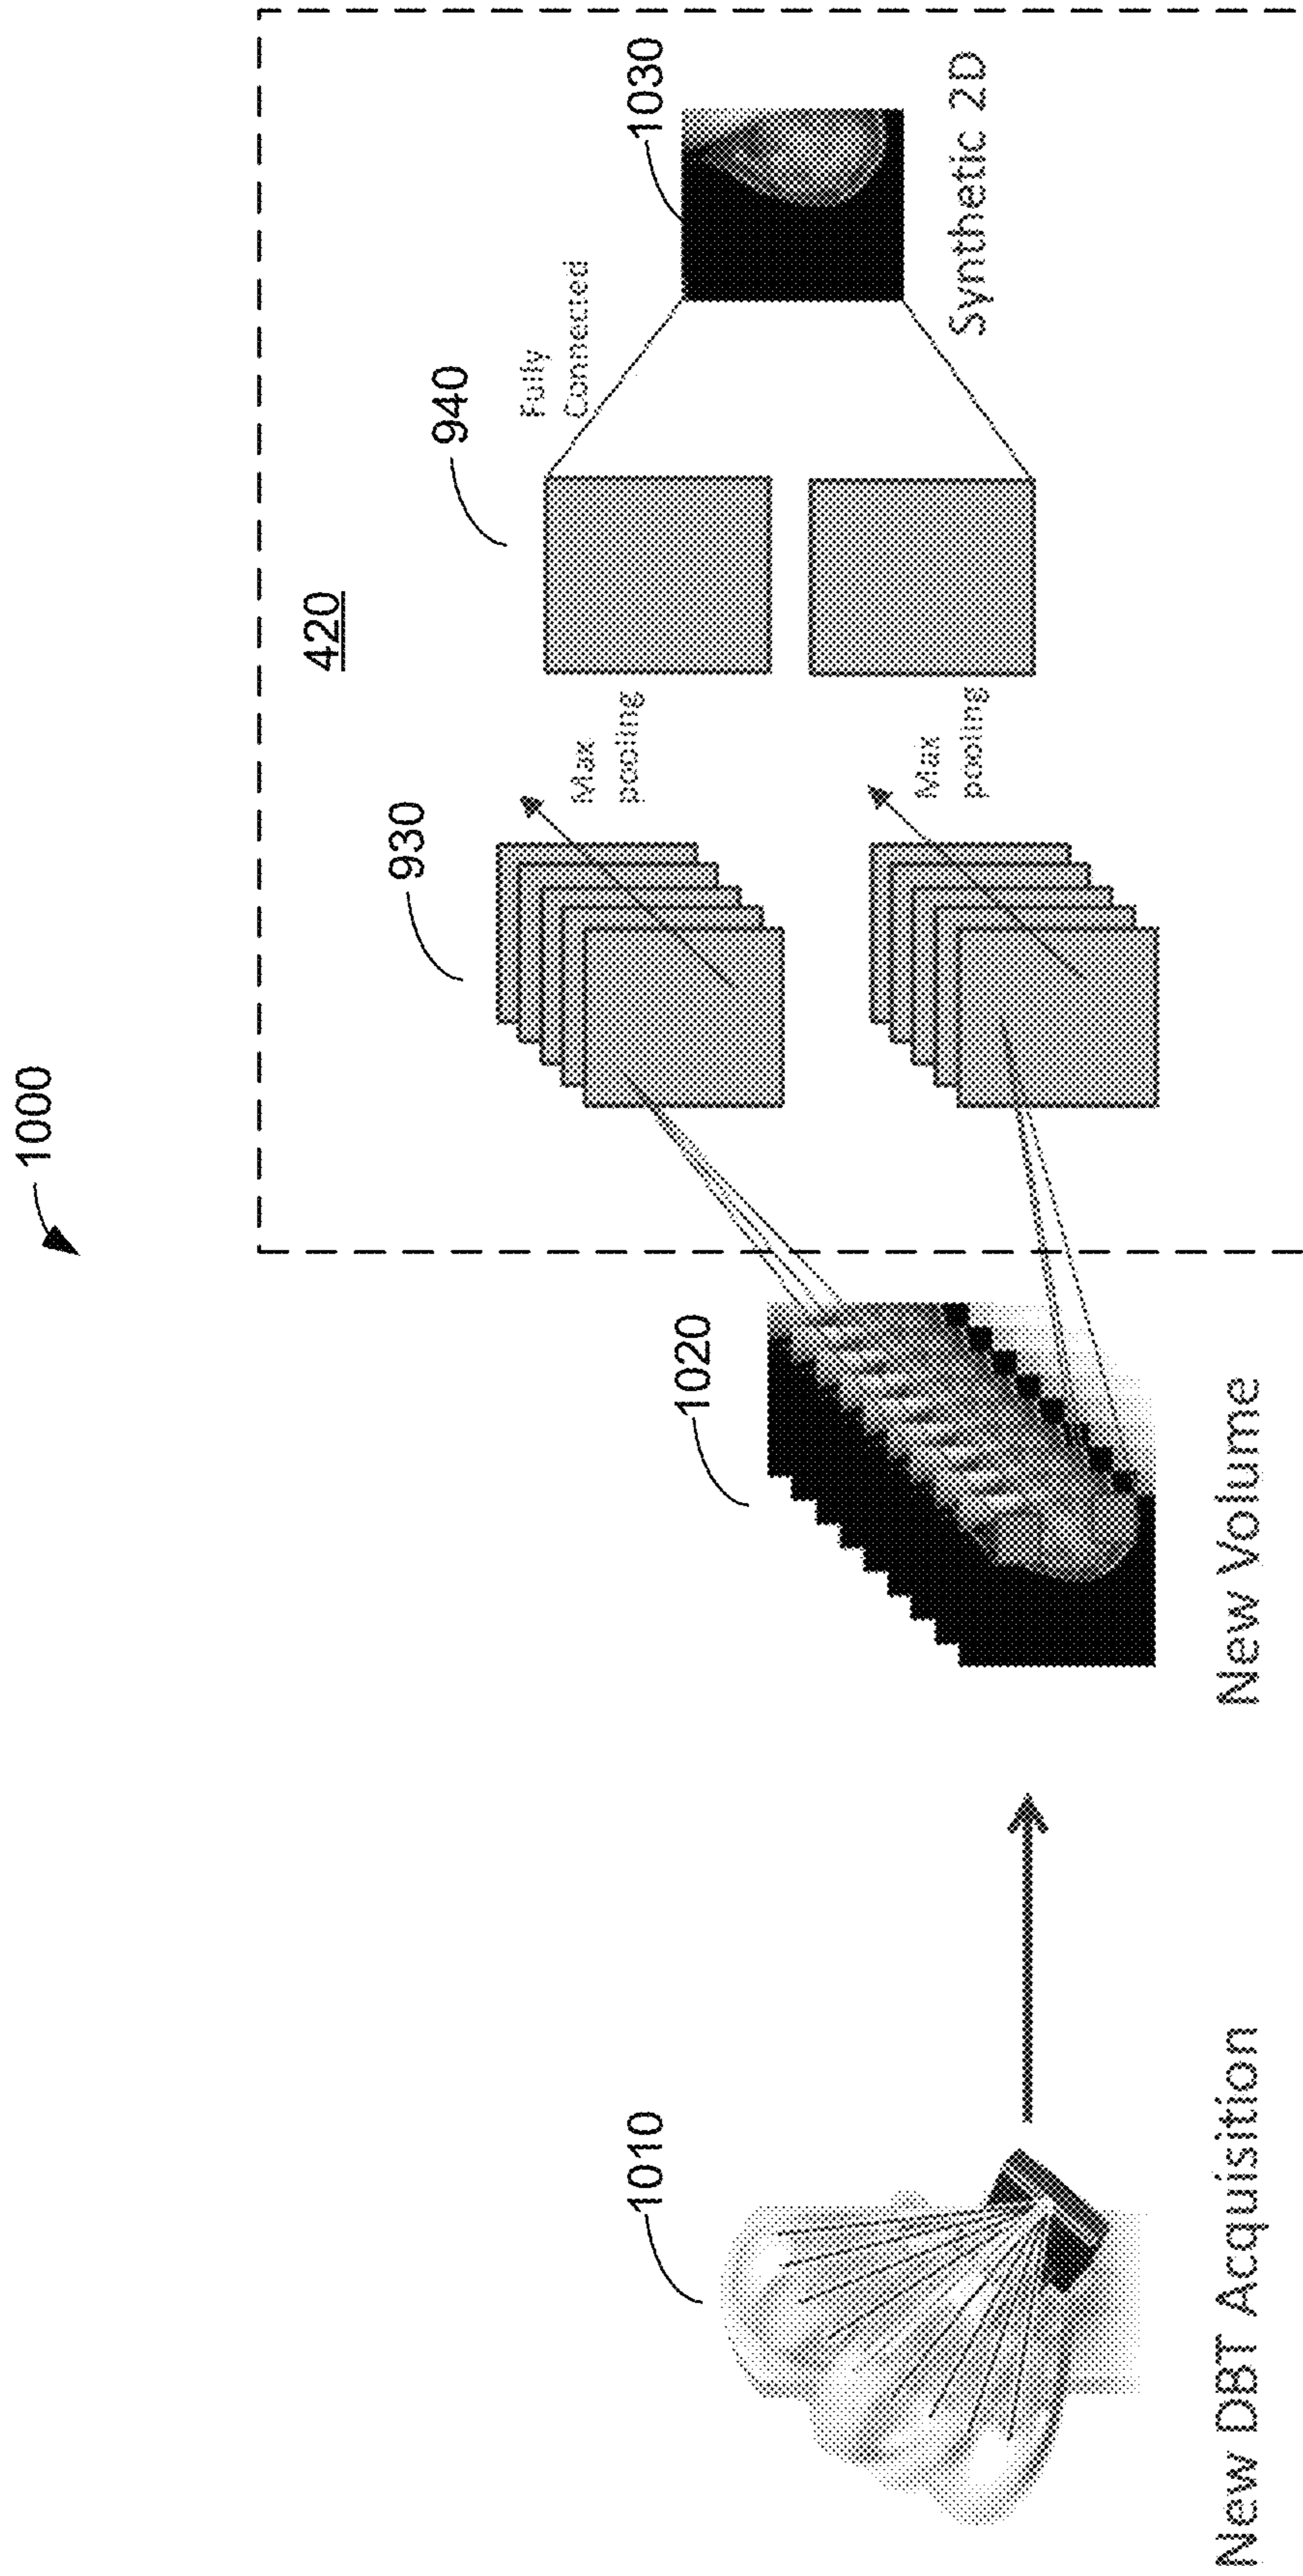 1000
420
1010
1020
930
940
1030
Max
pooling
Max
pooling
Fully
Connected
New DBT Acquisition
New Volume
Synthetic 2D